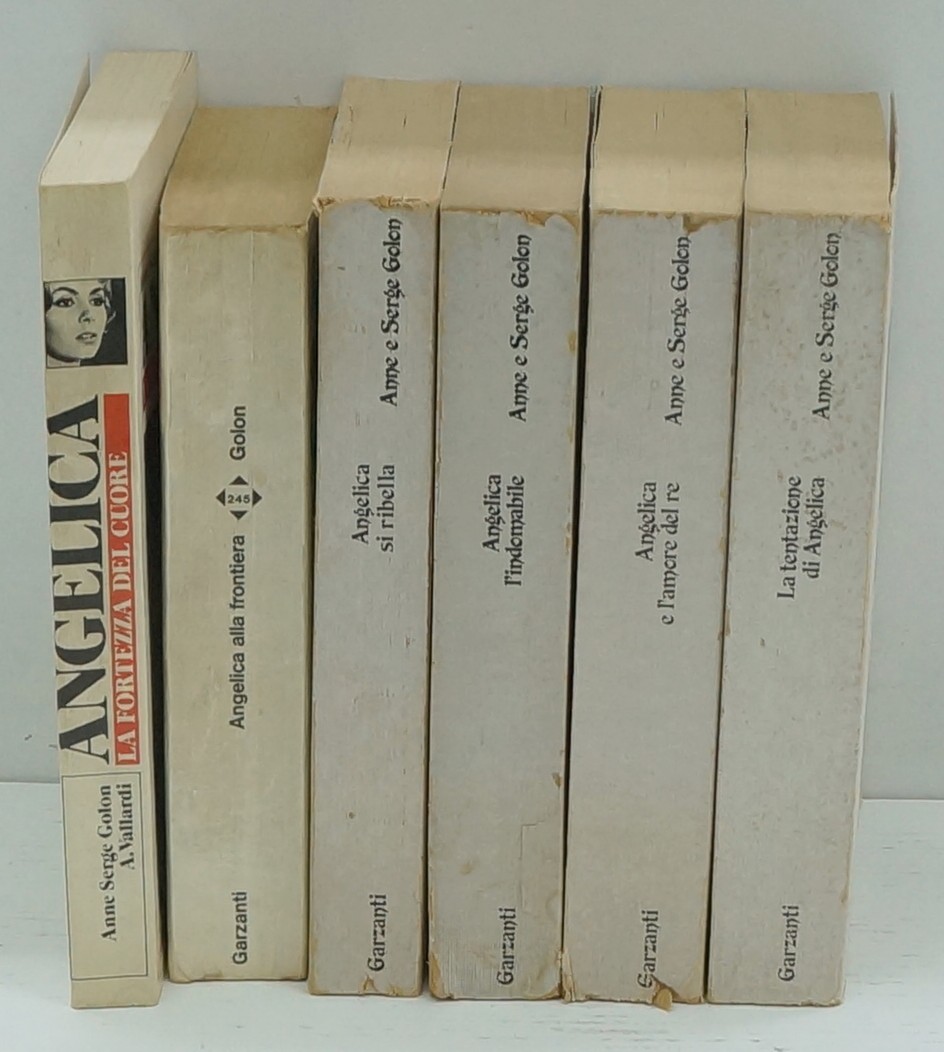 ANGELICA
LA FORTEZZA DEL CUORE
Anne Serge Golon
A. Vallardi
Angelica alla frontiera 245 Golon
Garzanti
Anne e Serge Golon
Angelica
si ribella
Garzanti
Anne e Serge Golon
Angelica
l'indomabile
Garzanti
Anne e Serge Golon
Angelica
e l'amore del re
Garzanti
Anne e Serge Golon
La tentazione
di Angelica
Garzanti